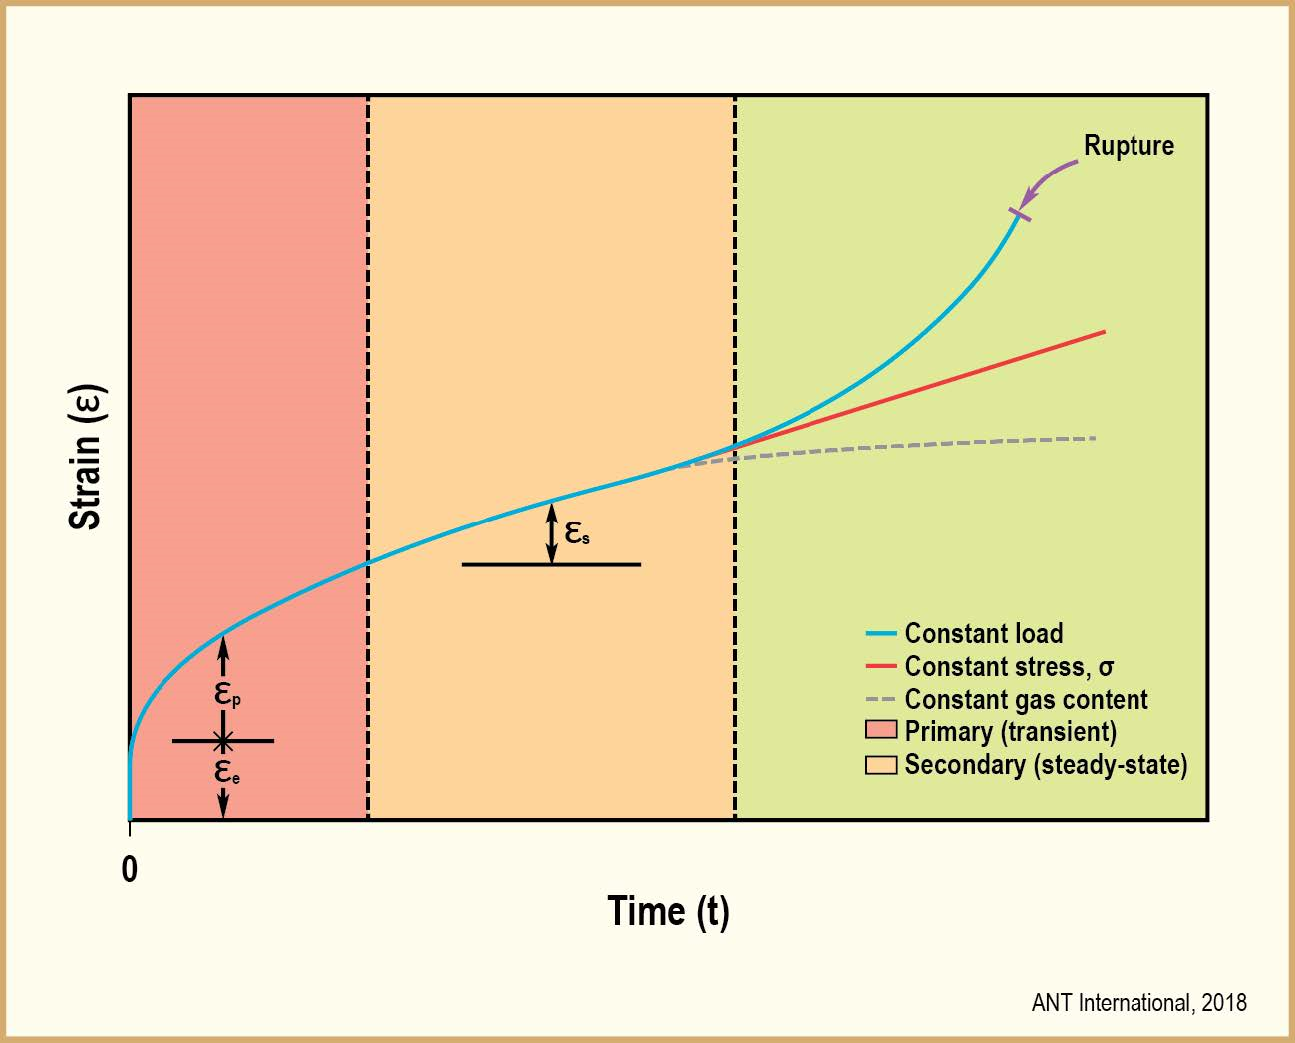 Rupture
Strain (ε)
εs
εp
εe
Constant load
Constant stress, σ
Constant gas content
Primary (transient)
Secondary (steady-state)
0
Time (t)
ANT International, 2018